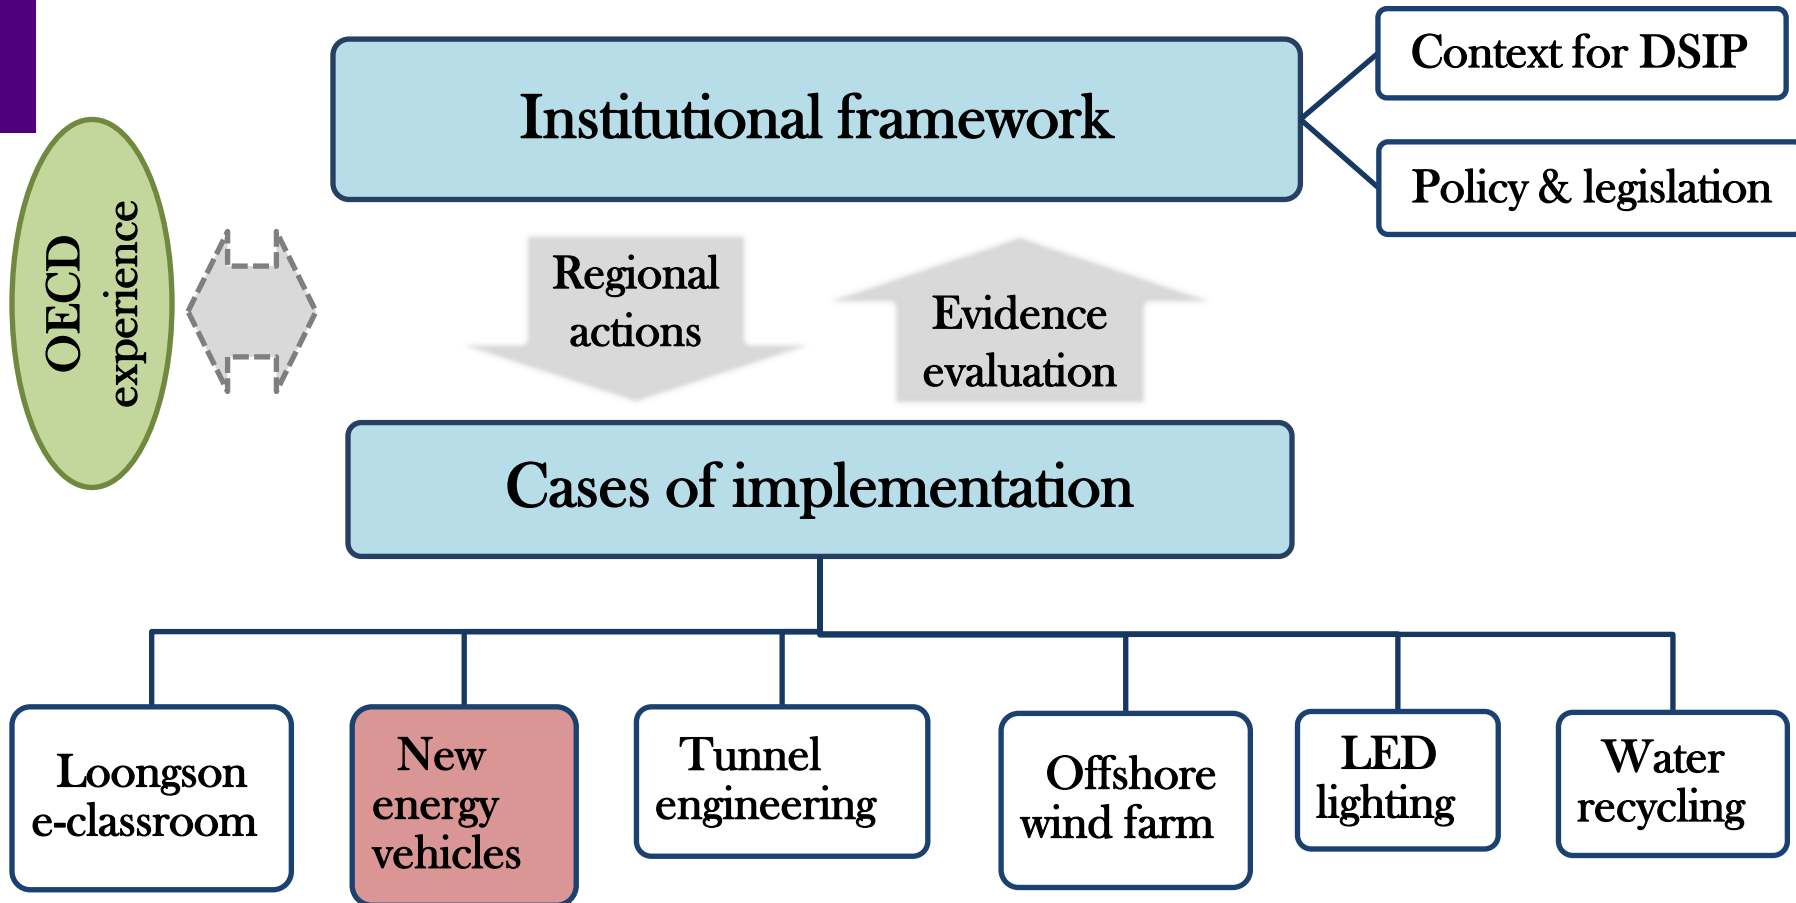 Context for DSIP
Institutional framework
Policy & legislation
OECD
experience
Regional
actions
Evidence
evaluation
Cases of implementation
Loongson
e-classroom
New
energy
vehicles
Tunnel
engineering
Offshore
wind farm
LED
lighting
Water
recycling